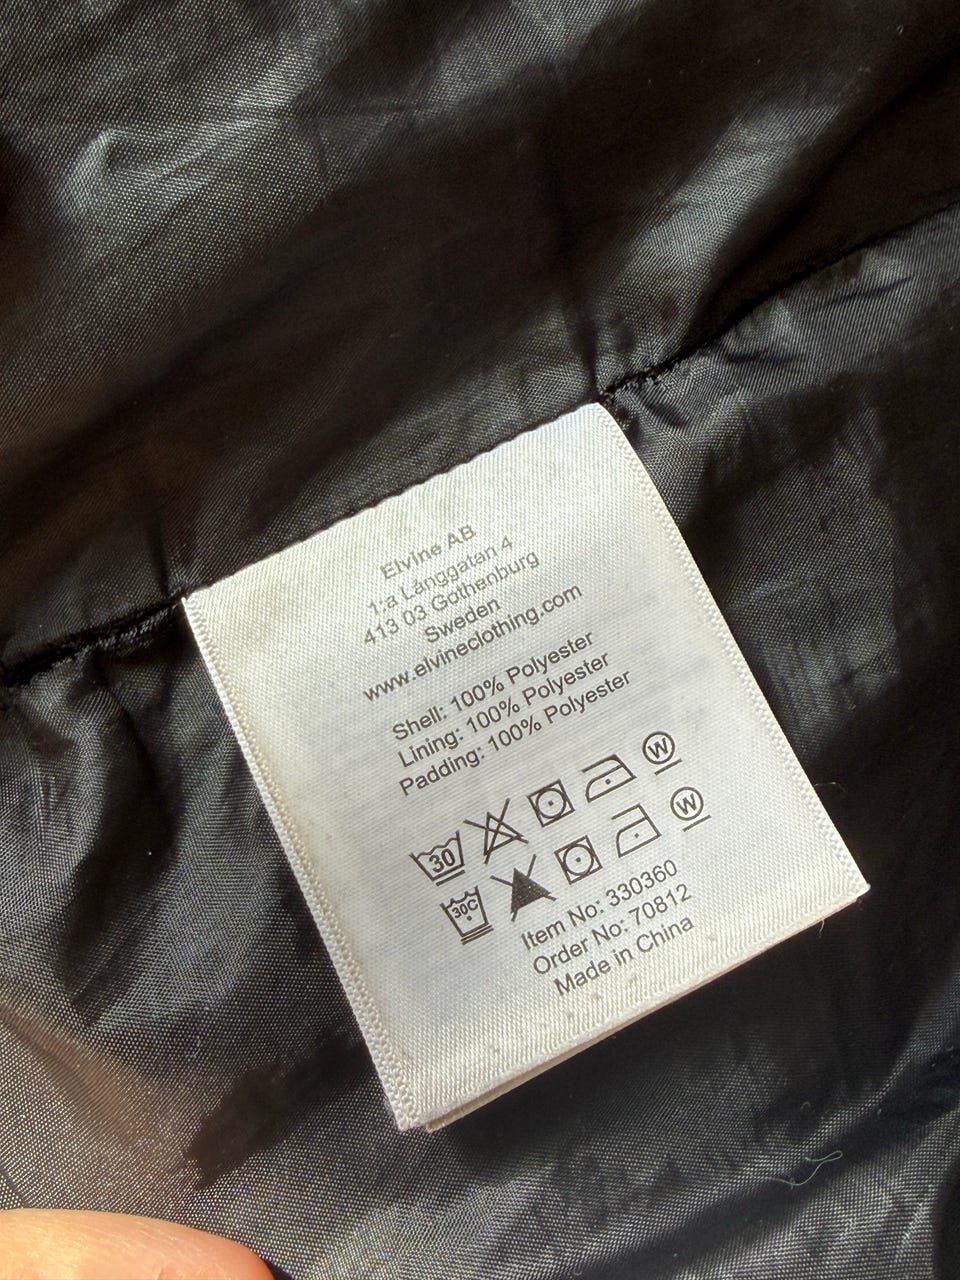 Elvine AB
1:a Långgatan 4
413 03 Gothenburg
Sweden
www.elvineclothing.com
Shell: 100% Polyester
Lining: 100% Polyester
Padding: 100% Polyester
30 W
30C W
Item No: 330360
Order No: 70812
Made in China